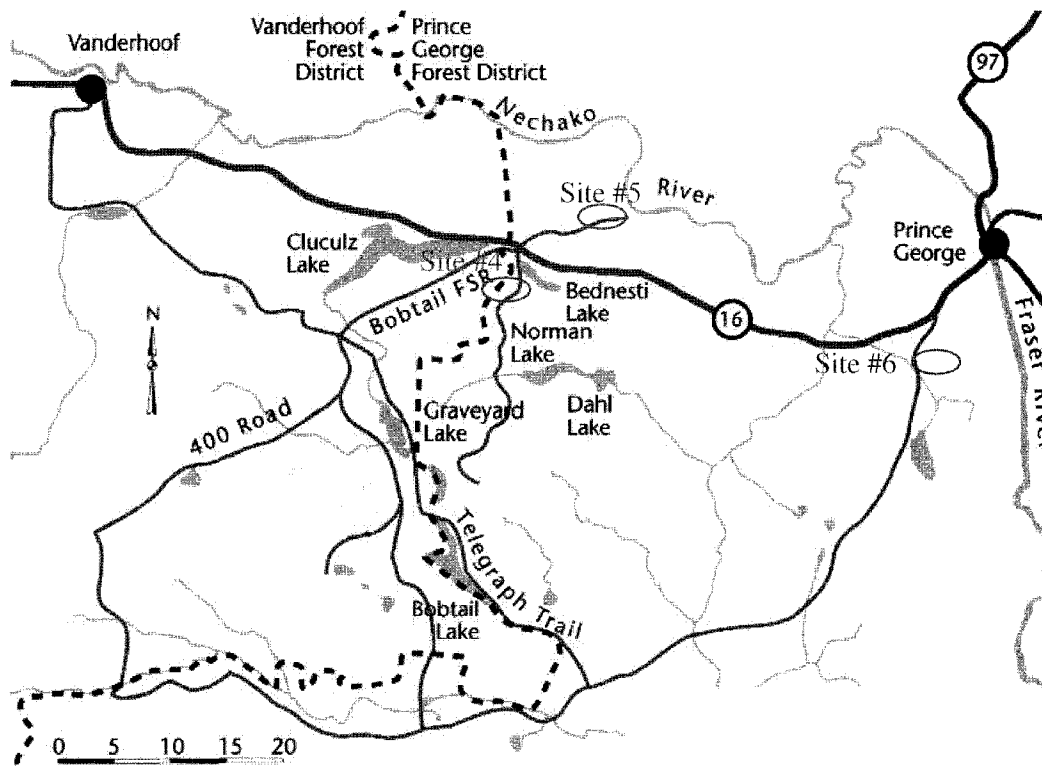 Vanderhoof
Vanderhoof
Forest
District
Prince
George
Forest District
97
Nechako
River
Site #5
Prince
George
Cluculz
Lake
Site #4
Bobtail FSR
Bednesti
Lake
16
Norman
Lake
Site #6
Fraser River
N
400 Road
Graveyard
Lake
Dahl
Lake
Telegraph Trail
Bobtail
Lake
0 5 10 15 20